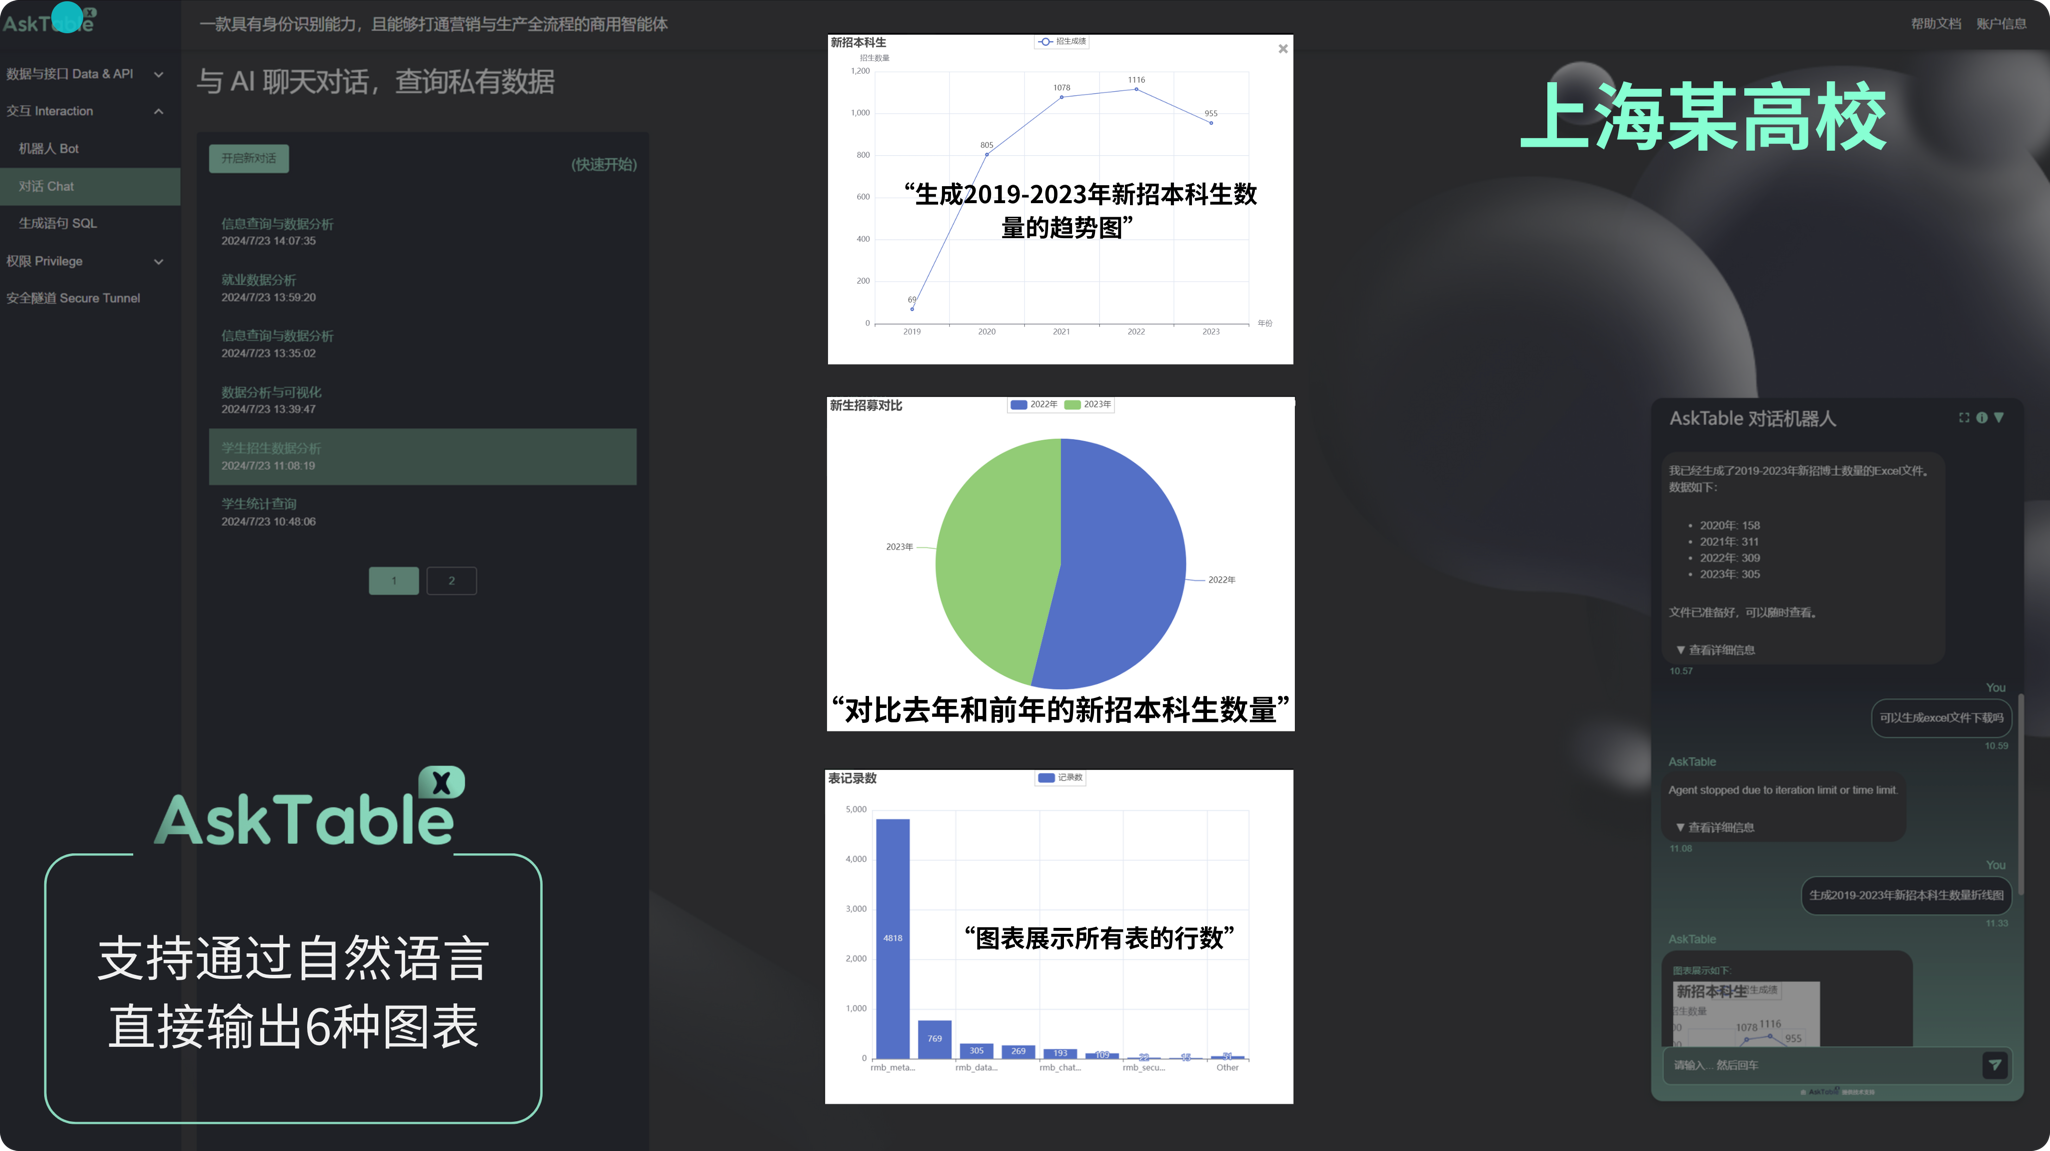 AskTable
一款具有身份识别能力，且能够打通营销与生产全流程的商用智能体
帮助文档 账户信息
数据与接口 Data & API
交互 Interaction
机器人 Bot
对话 Chat
生成语句 SQL
权限 Privilege
安全隧道 Secure Tunnel
与 AI 聊天对话，查询私有数据
开启新对话
(快速开始)
信息查询与数据分析
2024/7/23 14:07:35
就业数据分析
2024/7/23 13:59:20
信息查询与数据分析
2024/7/23 13:35:02
数据分析与可视化
2024/7/23 13:39:47
学生招生数据分析
2024/7/23 11:08:19
学生统计查询
2024/7/23 10:48:06
1 2
AskTable X
支持通过自然语言
直接输出6种图表
新招本科生
招生成绩
招生数量
1,200
1,000
800
600
400
200
0
69
805
1078
1116
955
2019 2020 2021 2022 2023
年份
“生成2019-2023年新招本科生数
量的趋势图”
新生招募对比
2022年 2023年
2023年
2022年
“对比去年和前年的新招本科生数量”
表记录数
记录数
5,000
4,000
3,000
2,000
1,000
0
4818
769
305
269
193
109
rmb_meta... rmb_data... rmb_chat... rmb_secu... Other
“图表展示所有表的行数”
上海某高校
AskTable 对话机器人
我已经生成了2019-2023年新招博士数量的Excel文件。
数据如下：
• 2020年: 158
• 2021年: 311
• 2022年: 309
• 2023年: 305
文件已准备好，可以随时查看。
▼ 查看详细信息
10:57
You
可以生成excel文件下载吗
10:59
AskTable
Agent stopped due to iteration limit or time limit.
▼ 查看详细信息
11:08
You
生成2019-2023年新招本科生数量折线图
11:33
AskTable
图表展示如下:
新招本科生
生成绩
招生数量
1078 1116
955
请输入... 然后回车